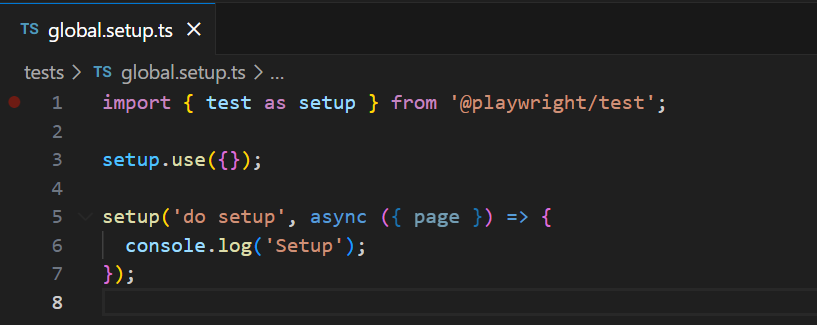 TS global.setup.ts ×
tests > TS global.setup.ts > ...
1 import { test as setup } from '@playwright/test';
2
3 setup.use({});
4
5 setup('do setup', async ({ page }) => {
6   console.log('Setup');
7 });
8